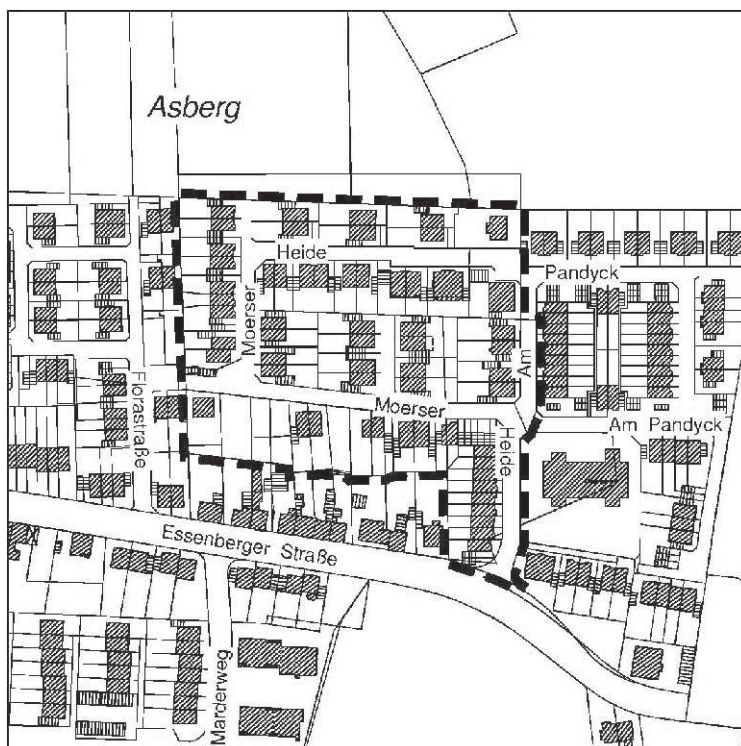 Asberg
Heide
Pandyck
Moerser
Am
Moerser
Florastraße
Heide
Am Pandyck
Essenberger Straße
Marderweg